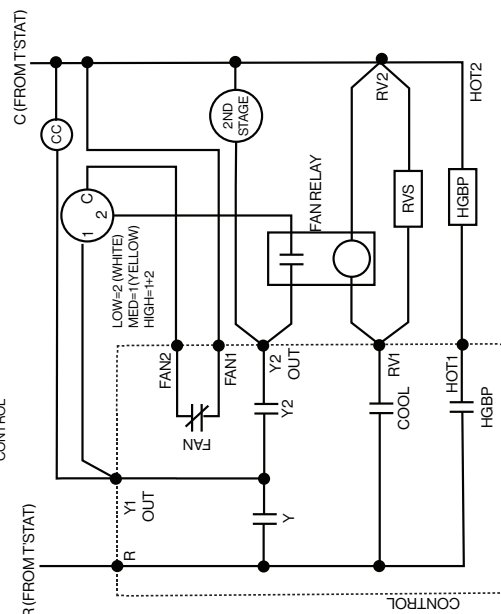 C (FROM T'STAT)
CC
C
1
2
2ND
STAGE
LOW=2 (WHITE)
MED=1(YELLOW)
HIGH=1+2
FAN RELAY
RV2
HOT2
RVS
HGBP
FAN2
FAN1
Y2
OUT
RV1
HOT1
FAN
Y2
COOL
HGBP
Y1
OUT
Y
R
R (FROM T'STAT)
CONTROL
CONTROL